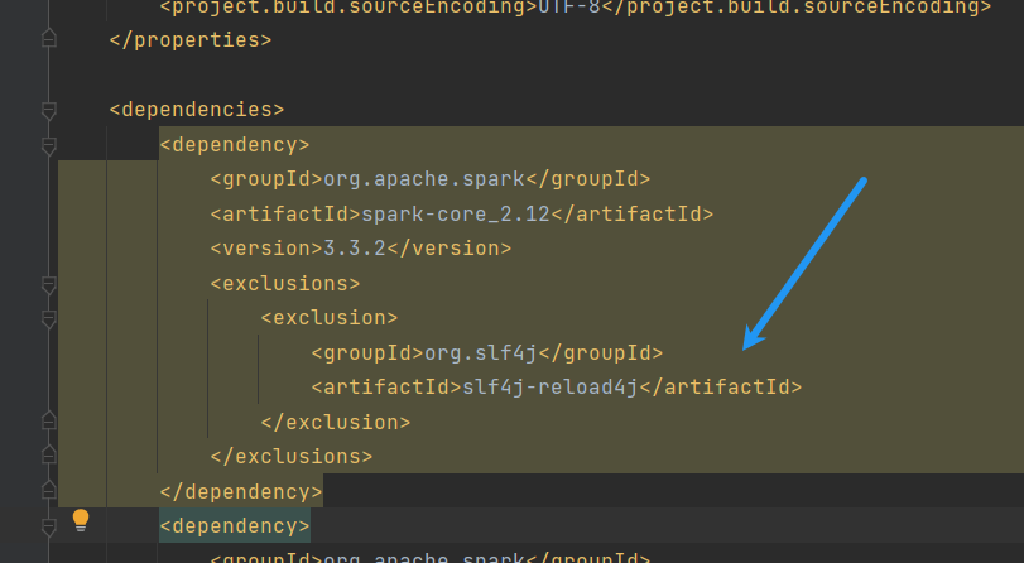 <project.build.sourceEncoding>UTF-8</project.build.sourceEncoding>
</properties>
<dependencies>
<dependency>
<groupId>org.apache.spark</groupId>
<artifactId>spark-core_2.12</artifactId>
<version>3.3.2</version>
<exclusions>
<exclusion>
<groupId>org.slf4j</groupId>
<artifactId>slf4j-reload4j</artifactId>
</exclusion>
</exclusions>
</dependency>
<dependency>
<groupId>org.apache.spark</groupId>